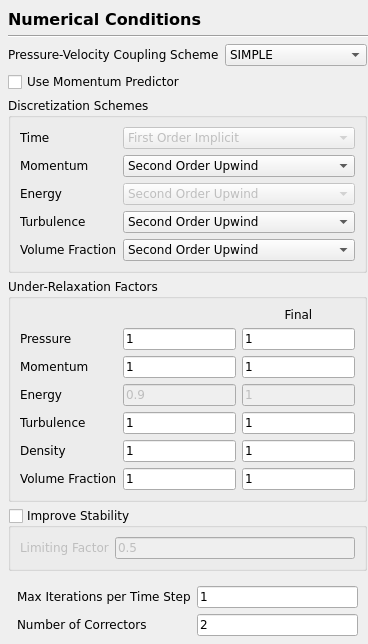 Numerical Conditions
Pressure-Velocity Coupling Scheme SIMPLE
Use Momentum Predictor
Discretization Schemes
Time First Order Implicit
Momentum Second Order Upwind
Energy Second Order Upwind
Turbulence Second Order Upwind
Volume Fraction Second Order Upwind
Under-Relaxation Factors
Final
Pressure 1 1
Momentum 1 1
Energy 0.9 1
Turbulence 1 1
Density 1 1
Volume Fraction 1 1
Improve Stability
Limiting Factor 0.5
Max Iterations per Time Step 1
Number of Correctors 2